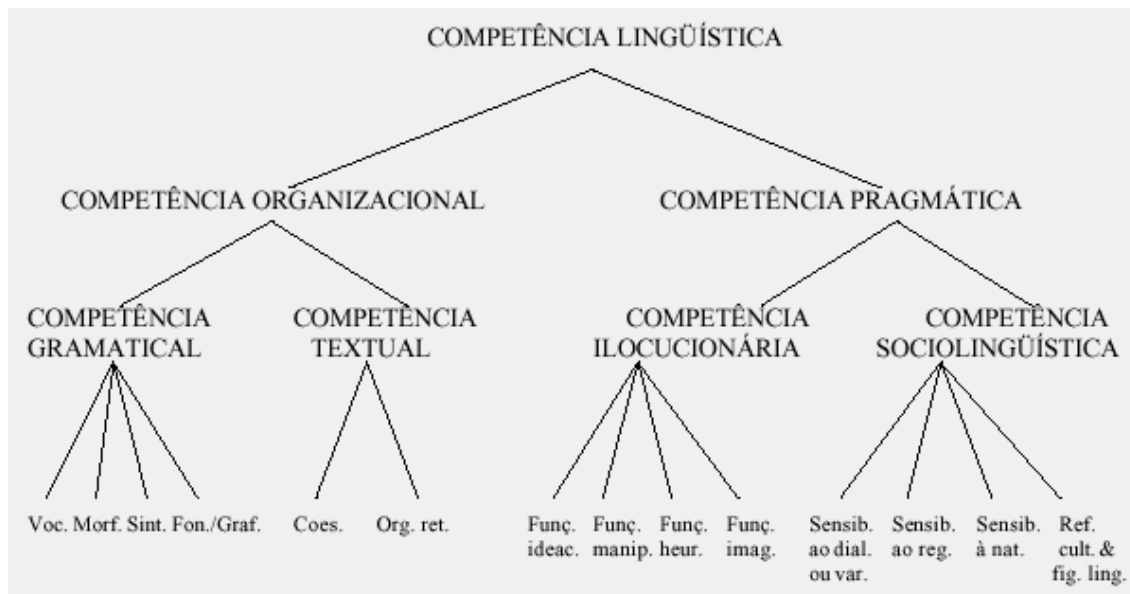 COMPETÊNCIA LINGÜÍSTICA
COMPETÊNCIA ORGANIZACIONAL
COMPETÊNCIA PRAGMÁTICA
COMPETÊNCIA
GRAMATICAL
COMPETÊNCIA
TEXTUAL
COMPETÊNCIA
ILOCUCIONÁRIA
COMPETÊNCIA
SOCIOLINGÜÍSTICA
Voc. Morf. Sint. Fon./Graf.
Coes.
Org. ret.
Funç.
ideac.
Funç.
manip.
Funç.
heur.
Funç.
imag.
Sensib.
ao dial.
ou var.
Sensib.
ao reg.
Sensib.
à nat.
Ref.
cult. &
fig. ling.